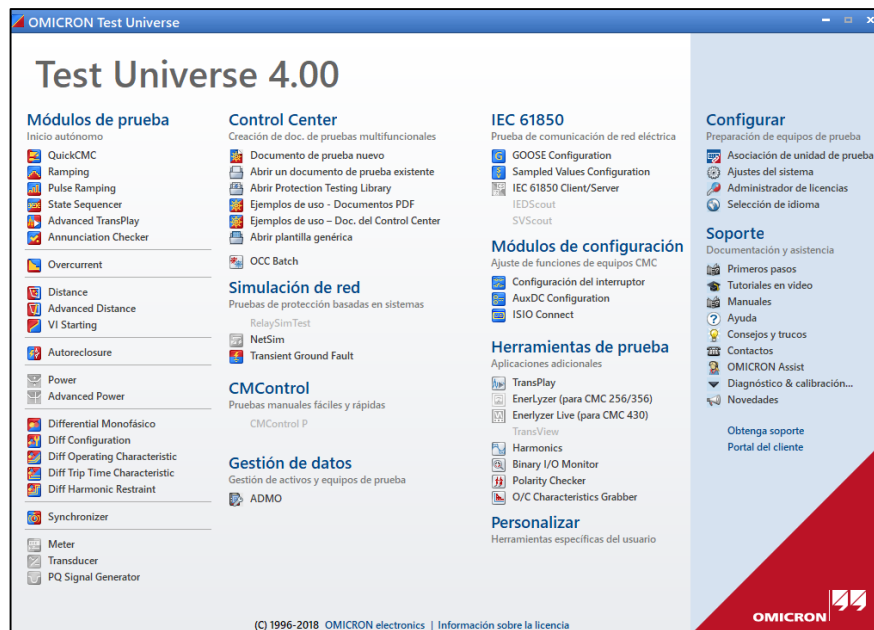 OMICRON Test Universe
Test Universe 4.00
Módulos de prueba
Inicio autónomo
QuickCMC
Ramping
Pulse Ramping
State Sequencer
Advanced TransPlay
Annunciation Checker
Overcurrent
Distance
Advanced Distance
VI Starting
Autoreclosure
Power
Advanced Power
Differential Monofásico
Diff Configuration
Diff Operating Characteristic
Diff Trip Time Characteristic
Diff Harmonic Restraint
Synchronizer
Meter
Transducer
PQ Signal Generator
Control Center
Creación de doc. de pruebas multifuncionales
Documento de prueba nuevo
Abrir un documento de prueba existente
Abrir Protection Testing Library
Ejemplos de uso - Documentos PDF
Ejemplos de uso – Doc. del Control Center
Abrir plantilla genérica
OCC Batch
Simulación de red
Pruebas de protección basadas en sistemas
RelaySimTest
NetSim
Transient Ground Fault
CMControl
Pruebas manuales fáciles y rápidas
CMControl P
Gestión de datos
Gestión de activos y equipos de prueba
ADMO
IEC 61850
Prueba de comunicación de red eléctrica
GOOSE Configuration
Sampled Values Configuration
IEC 61850 Client/Server
IEDScout
SVScout
Módulos de configuración
Ajuste de funciones de equipos CMC
Configuración del interruptor
AuxDC Configuration
ISIO Connect
Herramientas de prueba
Aplicaciones adicionales
TransPlay
EnerLyzer (para CMC 256/356)
Enerlyzer Live (para CMC 430)
TransView
Harmonics
Binary I/O Monitor
Polarity Checker
O/C Characteristics Grabber
Personalizar
Herramientas específicas del usuario
Configurar
Preparación de equipos de prueba
Asociación de unidad de prueba
Ajustes del sistema
Administrador de licencias
Selección de idioma
Soporte
Documentación y asistencia
Primeros pasos
Tutoriales en video
Manuales
Ayuda
Consejos y trucos
Contactos
OMICRON Assist
Diagnóstico & calibración...
Novedades
Obtenga soporte
Portal del cliente
OMICRON
(C) 1996-2018 OMICRON electronics | Información sobre la licencia